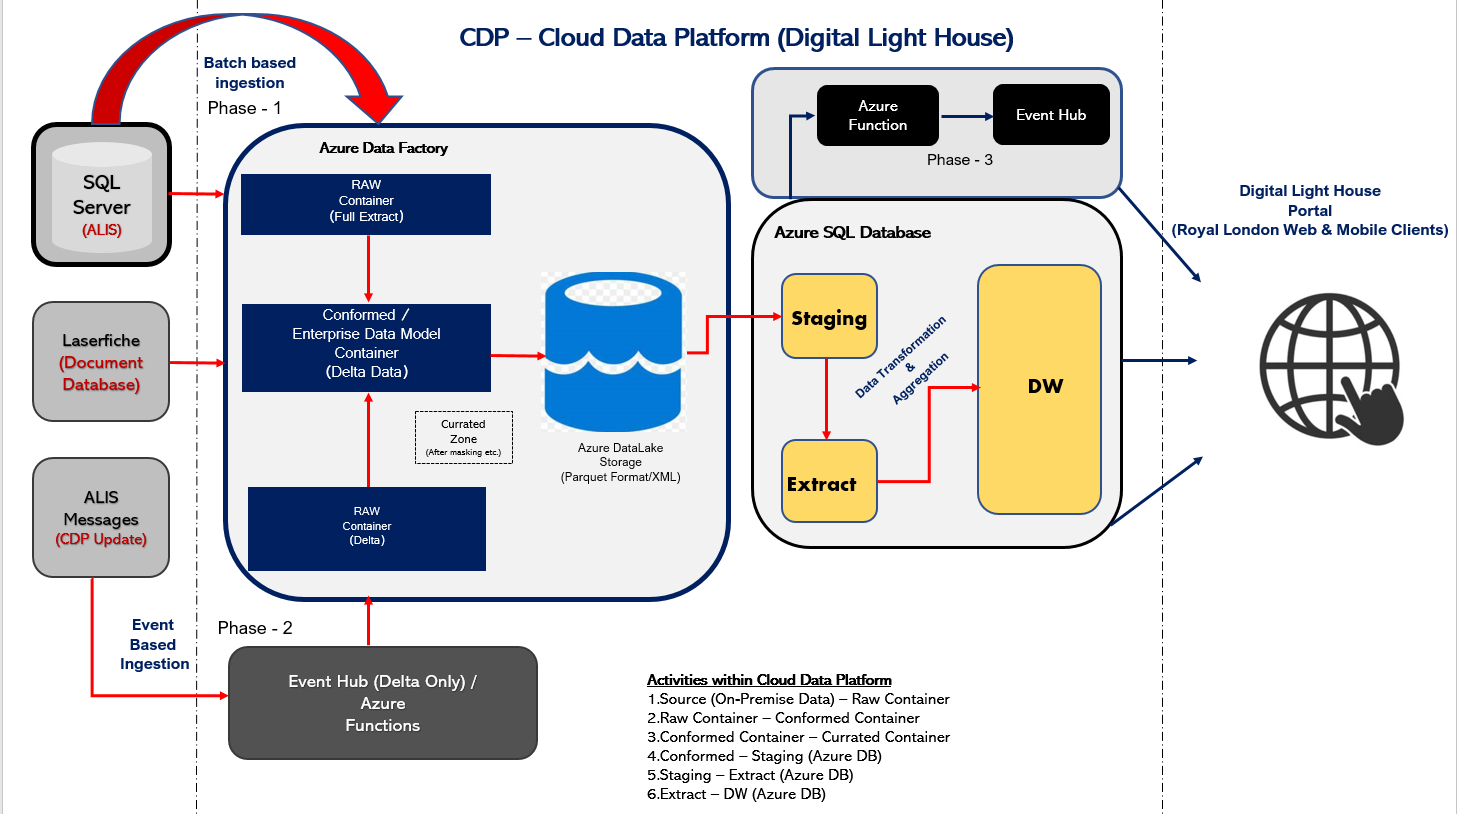 CDP – Cloud Data Platform (Digital Light House)
Batch based
ingestion
Phase - 1
SQL
Server
(ALIS)
Laserfiche
(Document
Database)
ALIS
Messages
(CDP Update)
Event
Based
Ingestion
Phase - 2
Event Hub (Delta Only) /
Azure
Functions
Azure Data Factory
RAW
Container
(Full Extract)
Conformed /
Enterprise Data Model
Container
(Delta Data)
Currated
Zone
(After masking etc.)
RAW
Container
(Delta)
Azure DataLake
Storage
(Parquet Format/XML)
Azure
Function
Event Hub
Phase - 3
Azure SQL Database
Staging
Data Transformation
&
Aggregation
Extract
DW
Digital Light House
Portal
(Royal London Web & Mobile Clients)
Activities within Cloud Data Platform
1.Source (On-Premise Data) – Raw Container
2.Raw Container – Conformed Container
3.Conformed Container – Currated Container
4.Conformed – Staging (Azure DB)
5.Staging – Extract (Azure DB)
6.Extract – DW (Azure DB)